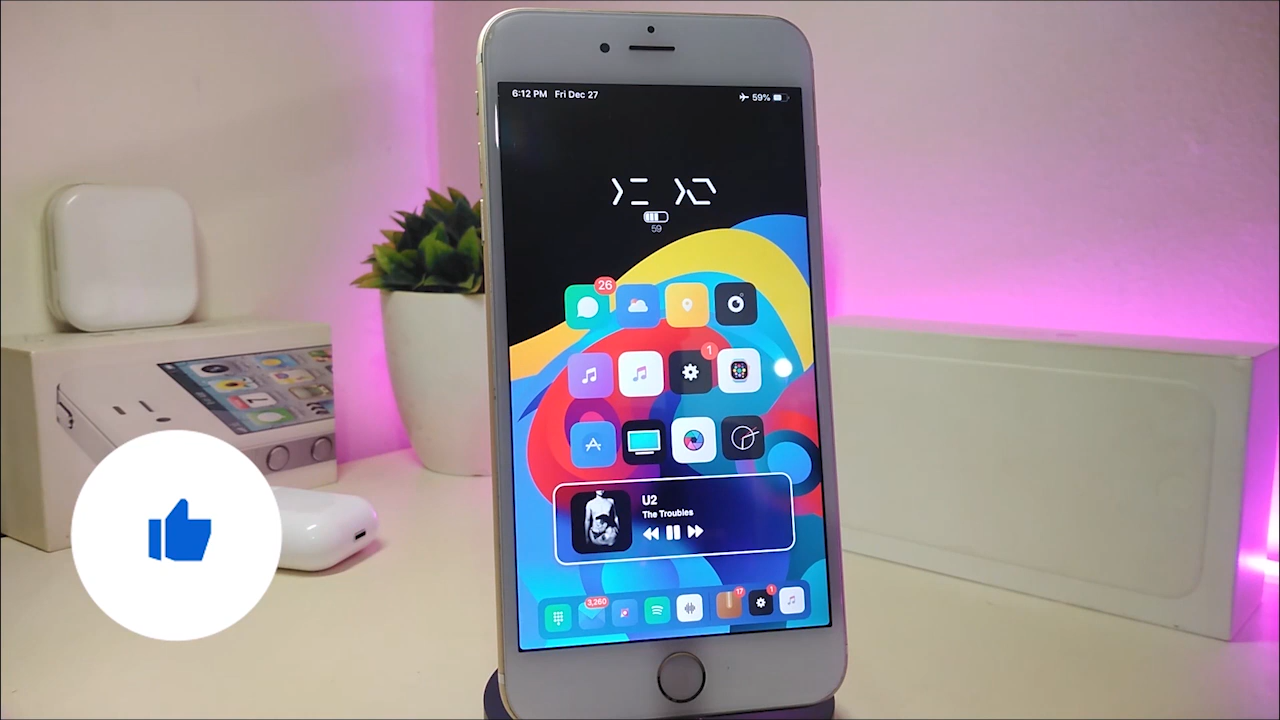 6:12 PM Fri Dec 27
59%
59
26
1
U2
The Troubles
3,260
17
1